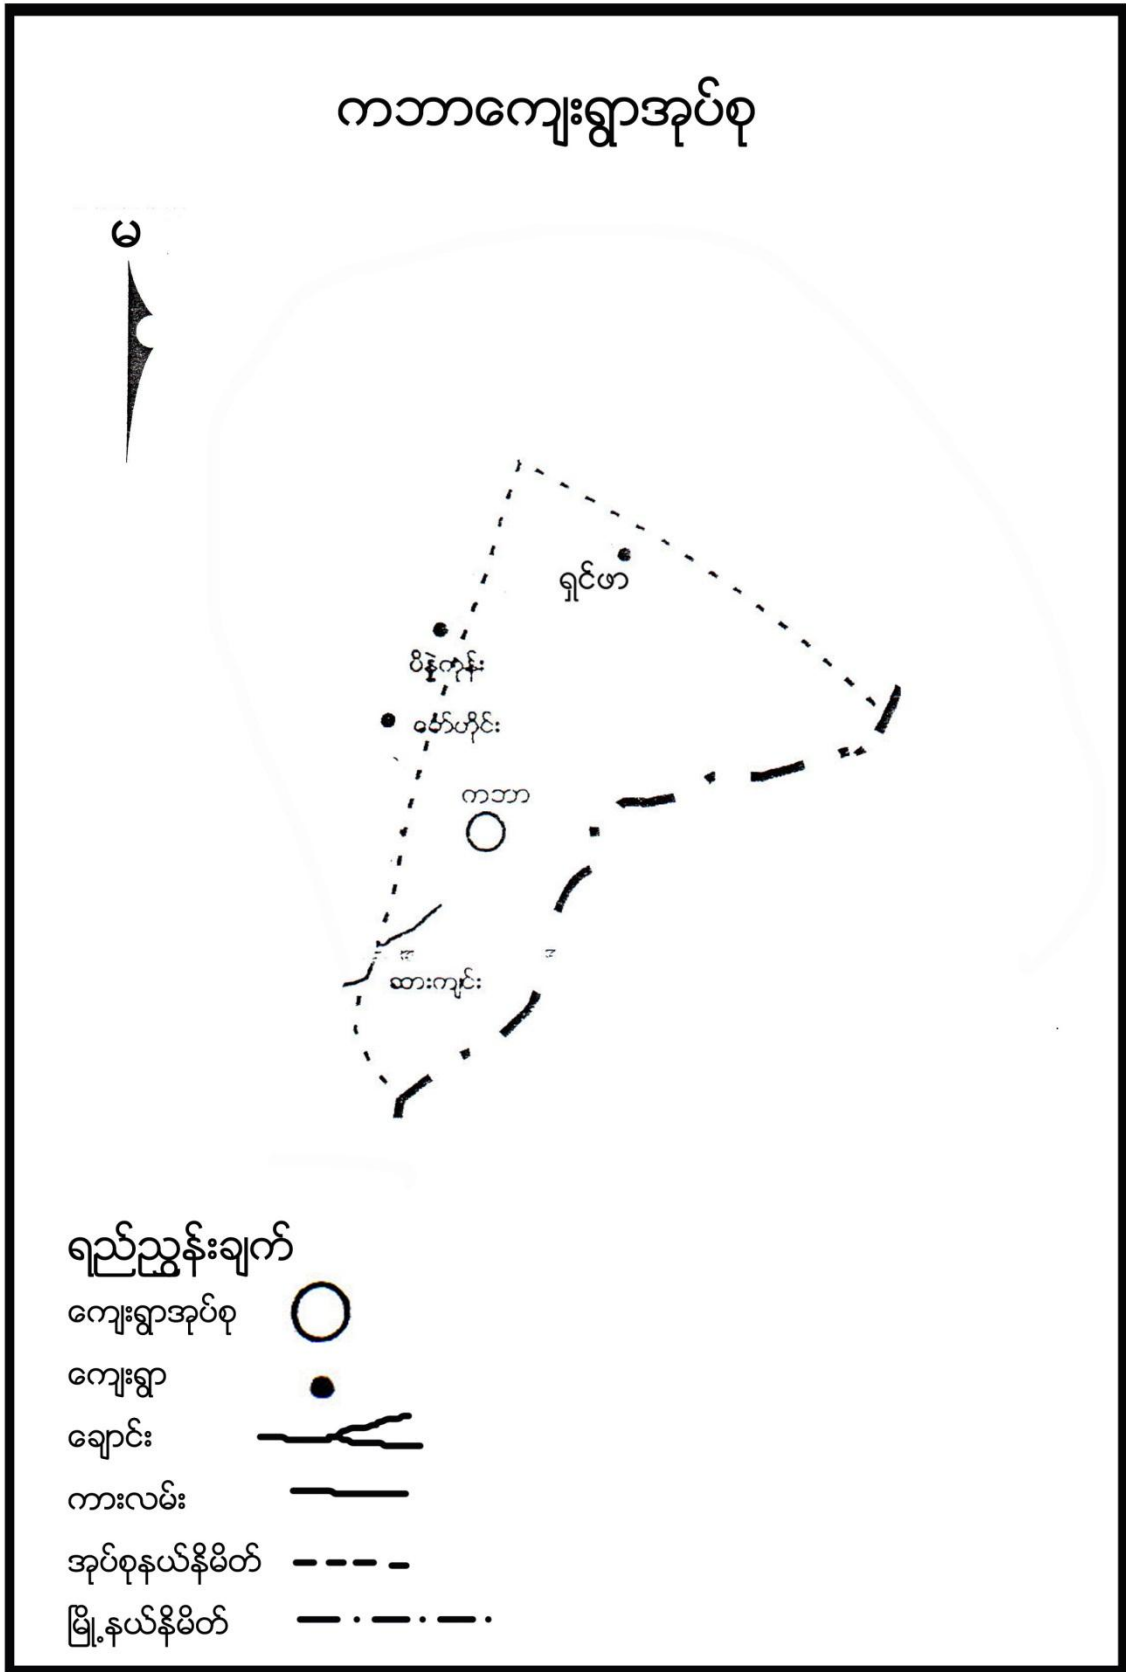 ကဘာကျေးရွာအုပ်စု
မ
ရှင်ဖာ
ပိန္နဲကုန်း
ခော်ဟိုင်း
ကဘာ
ဆားကျင်း
ရည်ညွှန်းချက်
ကျေးရွာအုပ်စု
ကျေးရွာ
ချောင်း
ကားလမ်း
အုပ်စုနယ်နိမိတ်
မြို့နယ်နိမိတ်